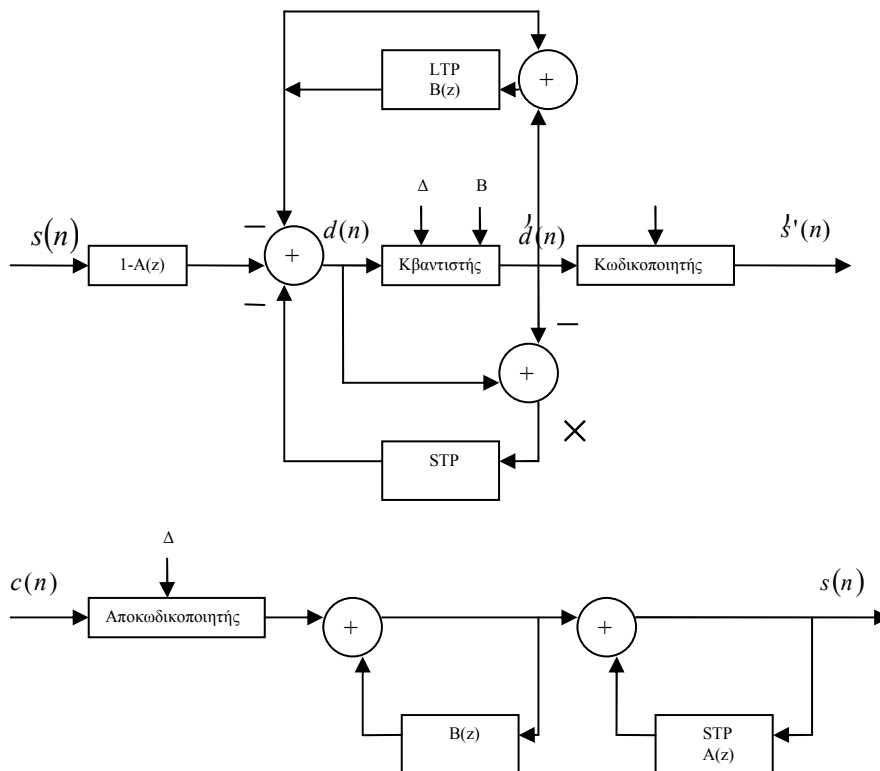 LTP
B(z)
+
Δ
B
s(n)
1-A(z)
−
+
−
d(n)
Κβαντιστής
d'(n)
Κωδικοποιητής
s'(n)
−
+
×
STP
Δ
c(n)
Αποκωδικοποιητής
+
+
s(n)
B(z)
STP
A(z)